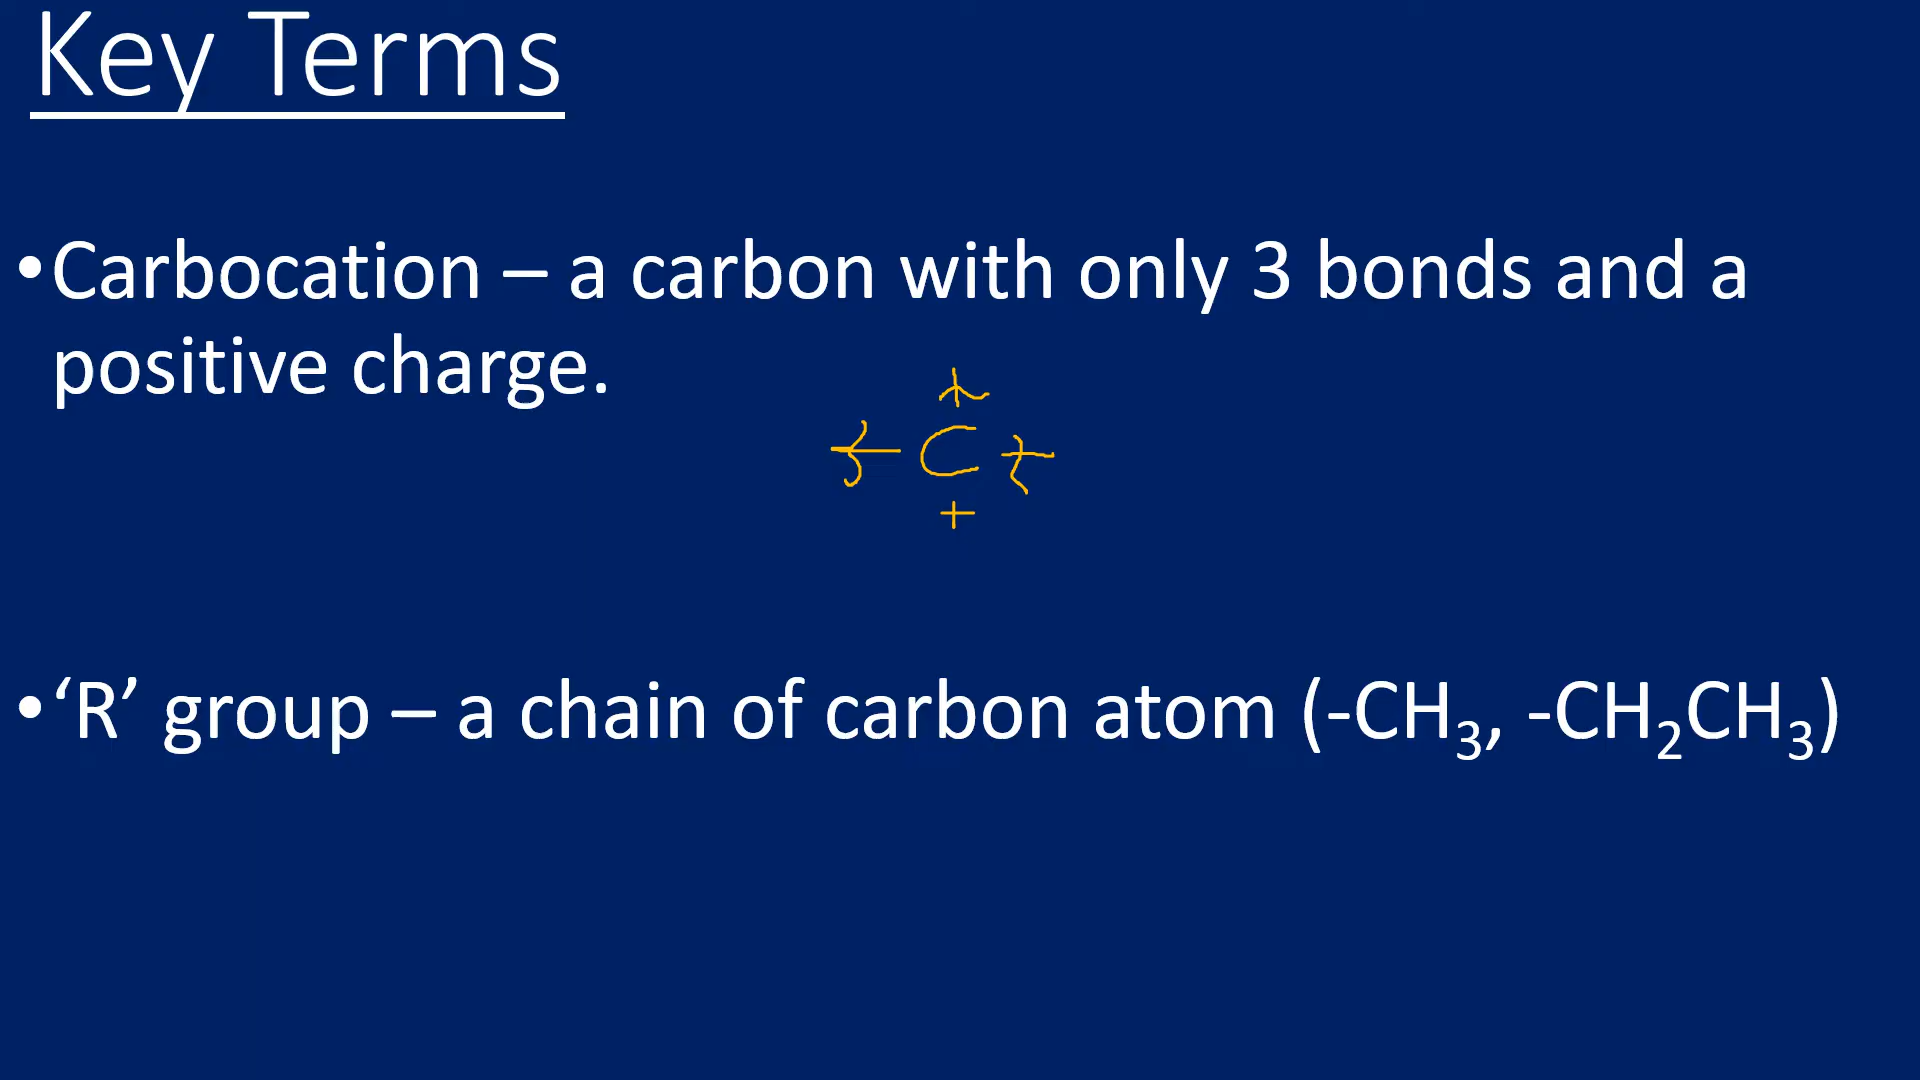 Key Terms
•Carbocation – a carbon with only 3 bonds and a
positive charge.
C
+
•‘R’ group – a chain of carbon atom (-CH₃, -CH₂CH₃)